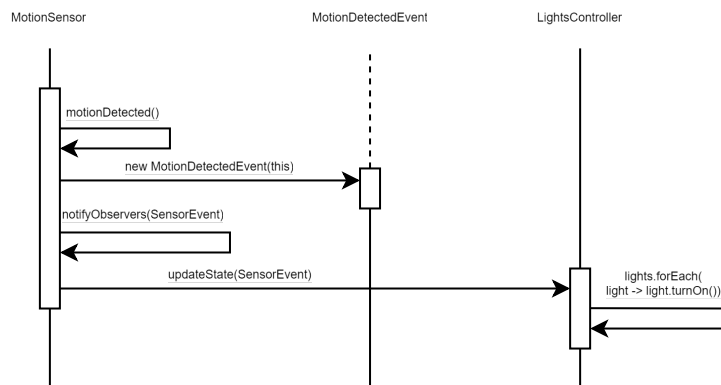 MotionSensor
MotionDetectedEvent
LightsController
motionDetected()
new MotionDetectedEvent(this)
notifyObservers(SensorEvent)
updateState(SensorEvent)
lights.forEach(
light -> light.turnOn())